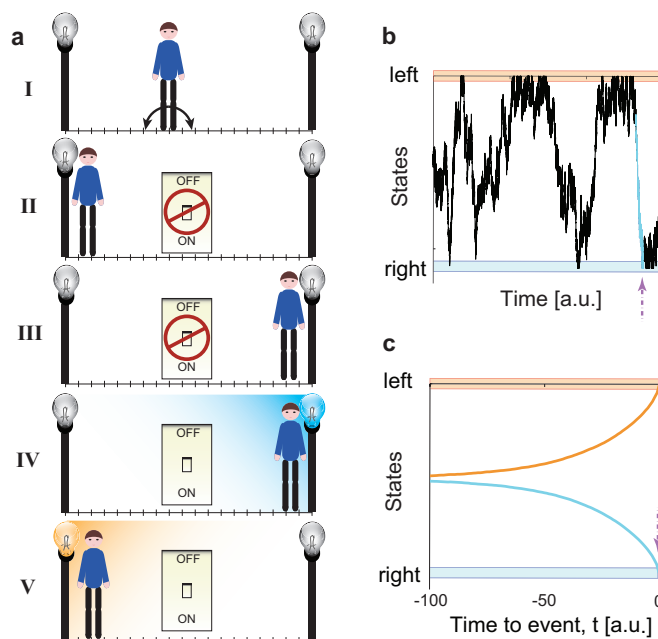 a
I
II
OFF
ON
III
OFF
ON
IV
OFF
ON
V
OFF
ON
b
left
States
right
Time [a.u.]
c
left
States
right
-100
-50
0
Time to event, t [a.u.]